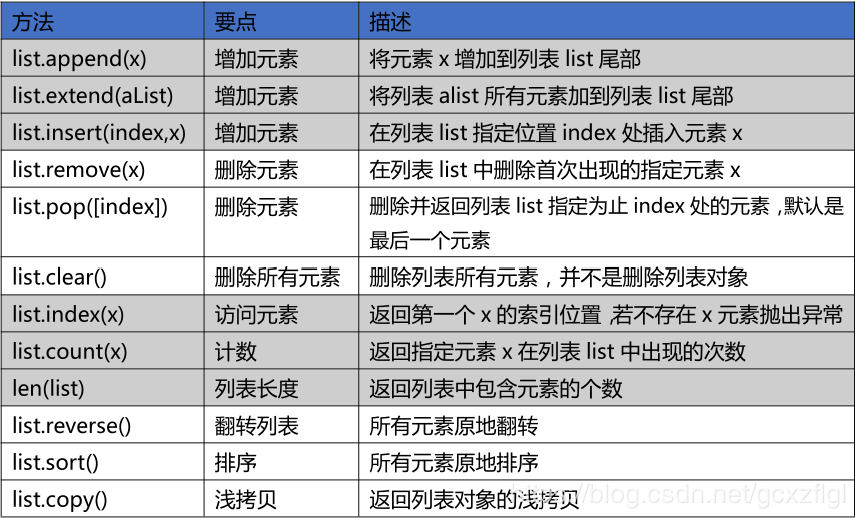 方法 要点 描述
list.append(x) 增加元素 将元素 x 增加到列表 list 尾部
list.extend(aList) 增加元素 将列表 alist 所有元素加到列表 list 尾部
list.insert(index,x) 增加元素 在列表 list 指定位置 index 处插入元素 x
list.remove(x) 删除元素 在列表 list 中删除首次出现的指定元素 x
list.pop([index]) 删除元素 删除并返回列表 list 指定为止 index 处的元素，默认是
最后一个元素
list.clear() 删除所有元素 删除列表所有元素，并不是删除列表对象
list.index(x) 访问元素 返回第一个 x 的索引位置，若不存在 x 元素抛出异常
list.count(x) 计数 返回指定元素 x 在列表 list 中出现的次数
len(list) 列表长度 返回列表中包含元素的个数
list.reverse() 翻转列表 所有元素原地翻转
list.sort() 排序 所有元素原地排序
list.copy() 浅拷贝 返回列表对象的浅拷贝
https://blog.csdn.net/gcxzflgl